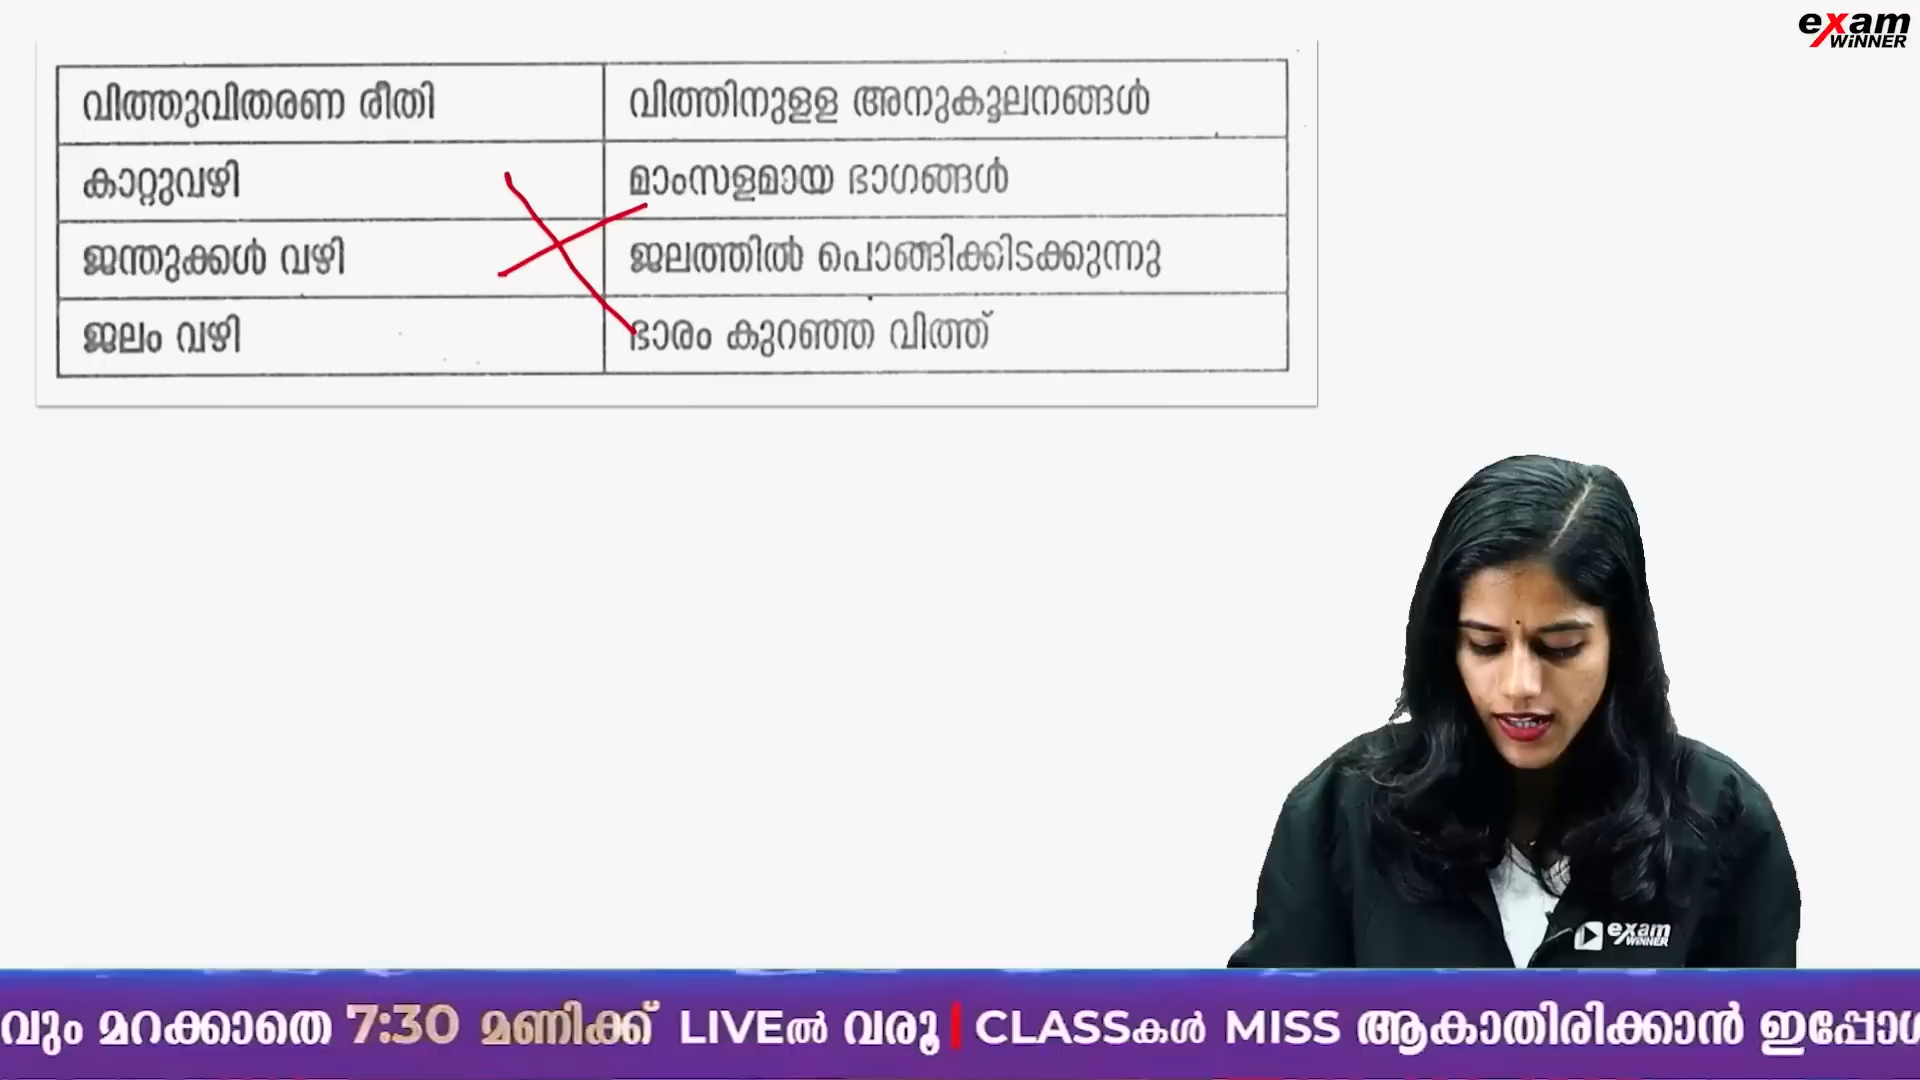 exam
WiNNER
വിത്തുവിതരണ രീതി	വിത്തിനുളള അനുകൂലനങ്ങൾ
കാറ്റുവഴി	മാംസളമായ ഭാഗങ്ങൾ
ജന്തുക്കൾ വഴി	ജലത്തിൽ പൊങ്ങിക്കിടക്കുന്നു
ജലം വഴി	ഭാരം കുറഞ്ഞ വിത്ത്
exam
WiNNER
വും മറക്കാതെ 7:30 മണിക്ക് LIVEൽ വരൂ | CLASSകൾ MISS ആകാതിരിക്കാൻ